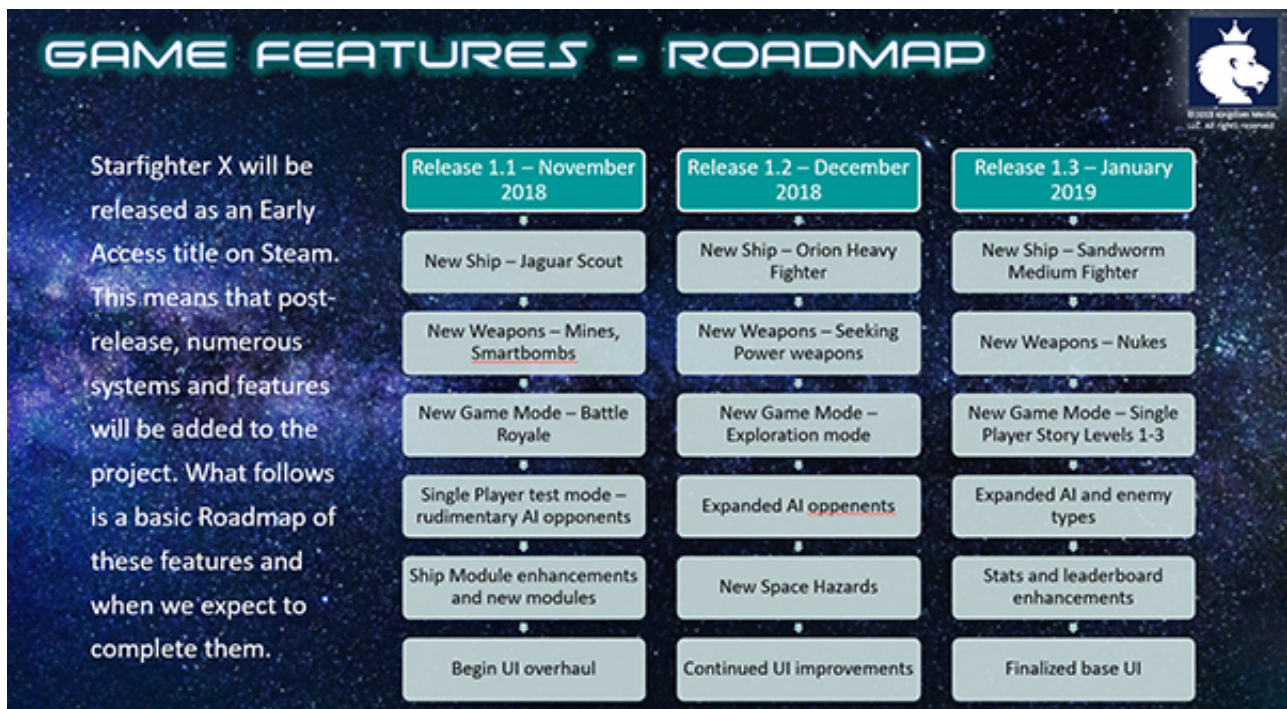 GAME FEATURES - ROADMAP
Starfighter X will be
released as an Early
Access title on Steam.
This means that post-
release, numerous
systems and features
will be added to the
project. What follows
is a basic Roadmap of
these features and
when we expect to
complete them.
Release 1.1 – November
2018
New Ship – Jaguar Scout
New Weapons – Mines,
Smartbombs
New Game Mode – Battle
Royale
Single Player test mode –
rudimentary AI opponents
Ship Module enhancements
and new modules
Begin UI overhaul
Release 1.2 – December
2018
New Ship – Orion Heavy
Fighter
New Weapons – Seeking
Power weapons
New Game Mode –
Exploration mode
Expanded AI oppenents
New Space Hazards
Continued UI improvements
Release 1.3 – January
2019
New Ship – Sandworm
Medium Fighter
New Weapons – Nukes
New Game Mode – Single
Player Story Levels 1-3
Expanded AI and enemy
types
Stats and leaderboard
enhancements
Finalized base UI
Kingdom Media,
LLC. All rights reserved